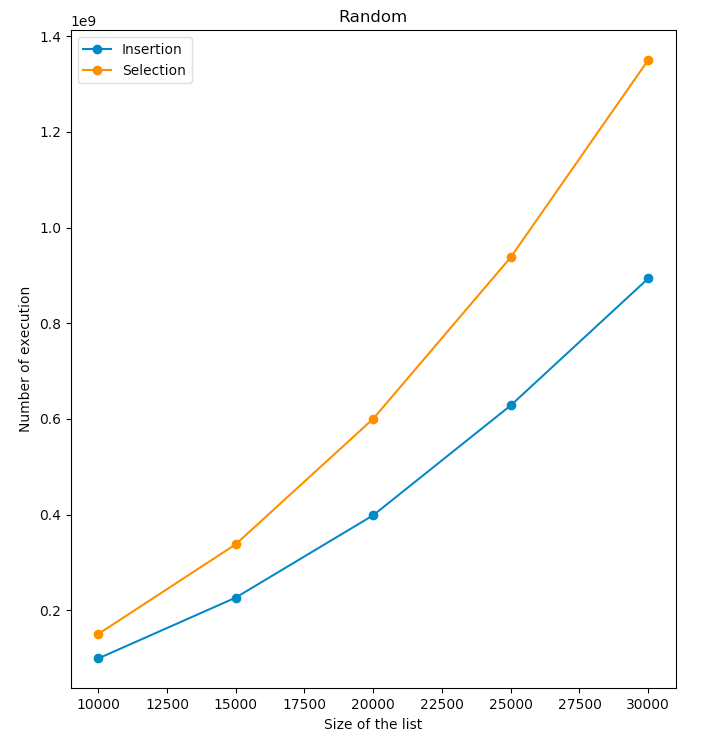 Random
1e9
Insertion
Selection
1.4
1.2
1.0
0.8
0.6
0.4
0.2
Number of execution
10000 12500 15000 17500 20000 22500 25000 27500 30000
Size of the list